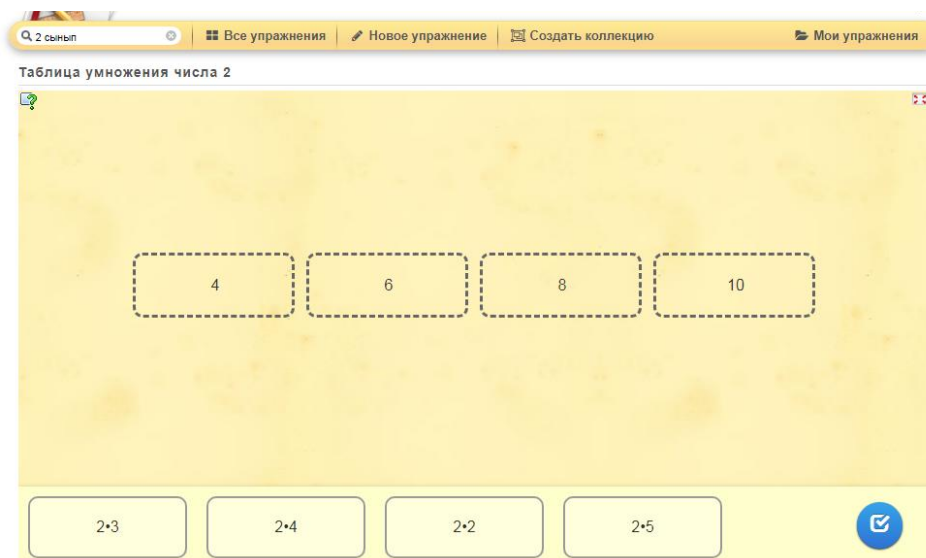 2 сынып Все упражнения Новое упражнение Создать коллекцию Мои упражнения
Таблица умножения числа 2
4 6 8 10
2•3 2•4 2•2 2•5